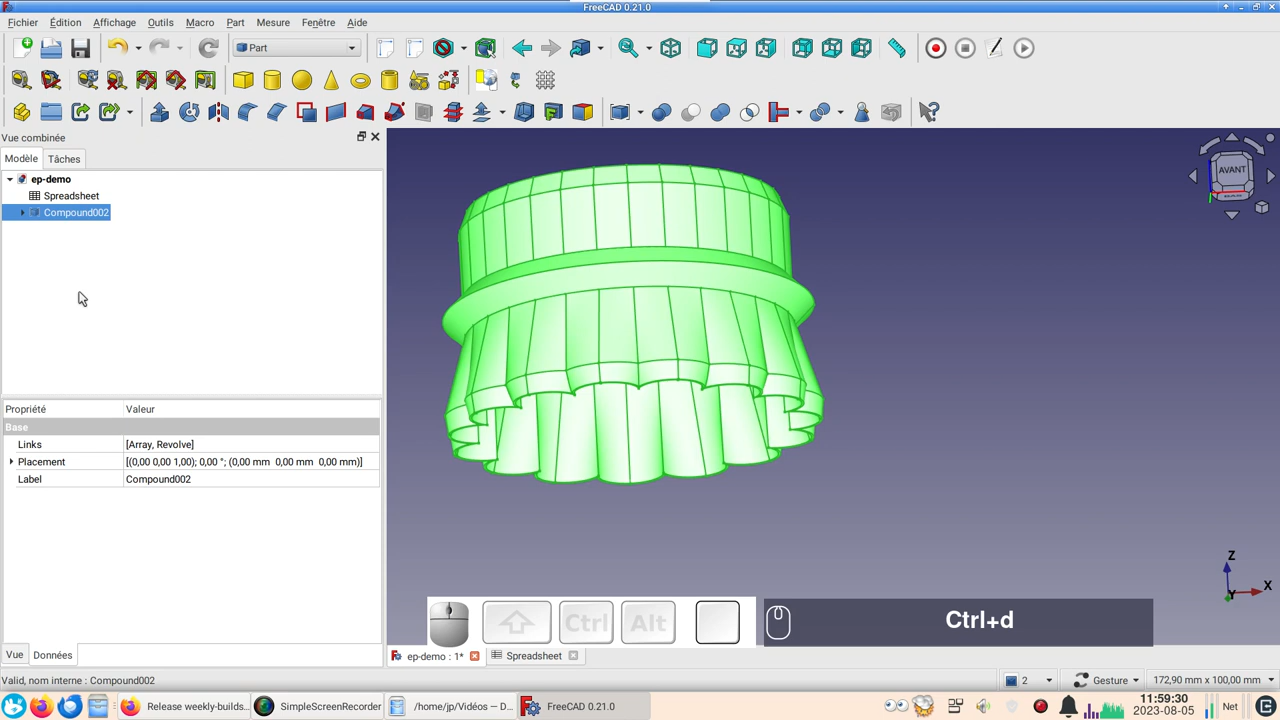 FreeCAD 0.21.0
Fichier Édition Affichage Outils Macro Part Mesure Fenêtre Aide
Part
Vue combinée
Modèle Tâches
ep-demo
Spreadsheet
Compound002
AVANT
Propriété Valeur
Base
Links [Array, Revolve]
Placement [(0,00 0,00 1,00); 0,00 °; (0,00 mm 0,00 mm 0,00 mm)]
Label Compound002
Z
X
Y
Ctrl Alt
Ctrl+d
Vue Données
ep-demo : 1* Spreadsheet
Valid, nom interne : Compound002
2 Gesture 172,90 mm x 100,00 mm
Release weekly-builds... SimpleScreenRecorder /home/jp/Vidéos — D... FreeCAD 0.21.0
Net
11:59:30
2023-08-05